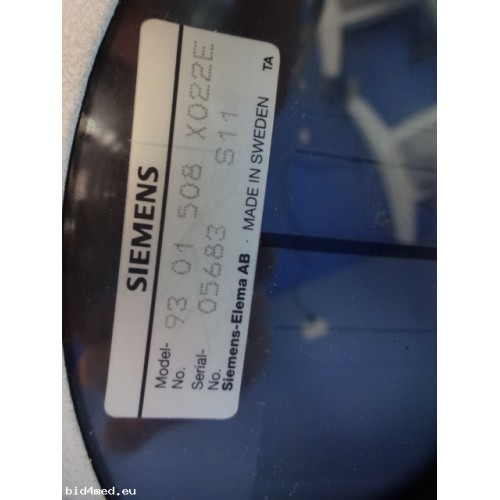 SIEMENS
Model-
No. 93 01 508 X022E
Serial-
No. 05683 S11
Siemens-Elema AB · MADE IN SWEDEN TA
bid4med.eu